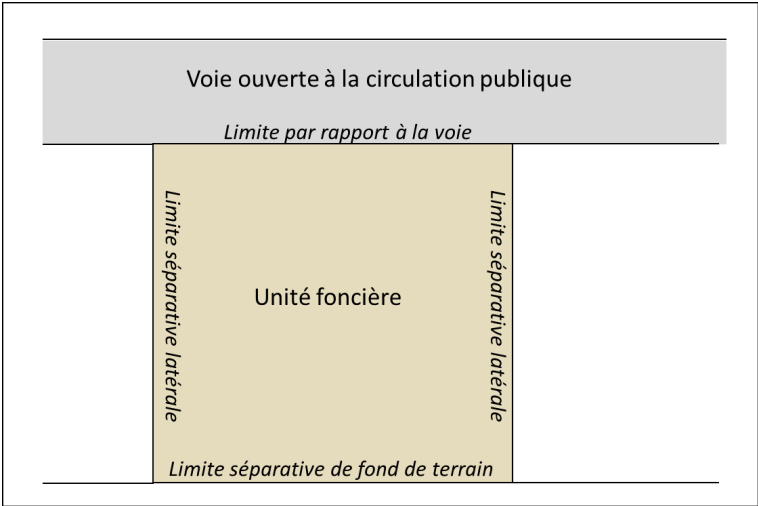 Voie ouverte à la circulation publique
Limite par rapport à la voie
Limite séparative latérale
Limite séparative latérale
Unité foncière
Limite séparative de fond de terrain